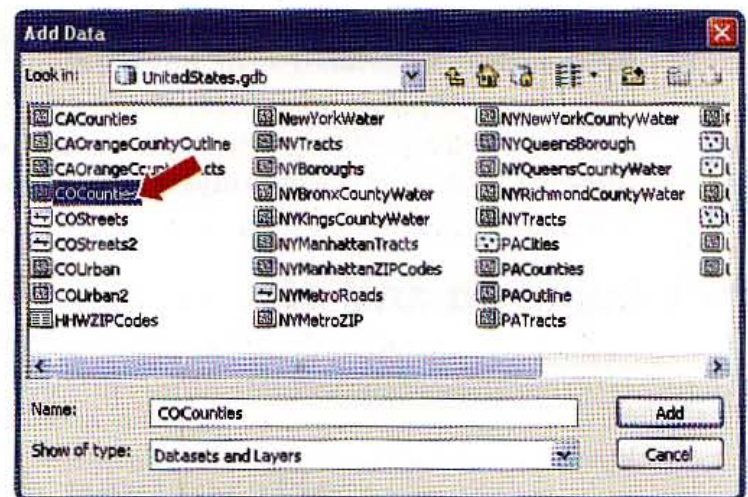 Add Data
Look in:
UnitedStates.gdb
CACounties
CAOrangeCountyOutline
COCounties
COStreets
COStreets2
COUrban
COUrban2
HHWZIPCodes
NewYorkWater
NVTracts
NYBoroughs
NYBronxCountyWater
NYKingsCountyWater
NYManhattanTracts
NYManhattanZIPCodes
NYMetroRoads
NYMetroZIP
NYNewYorkCountyWater
NYQueensBorough
NYQueensCountyWater
NYRichmondCountyWater
NYTracts
PACities
PACounties
PAOutline
PATracts
Name:
COCounties
Add
Show of type:
Datasets and Layers
Cancel